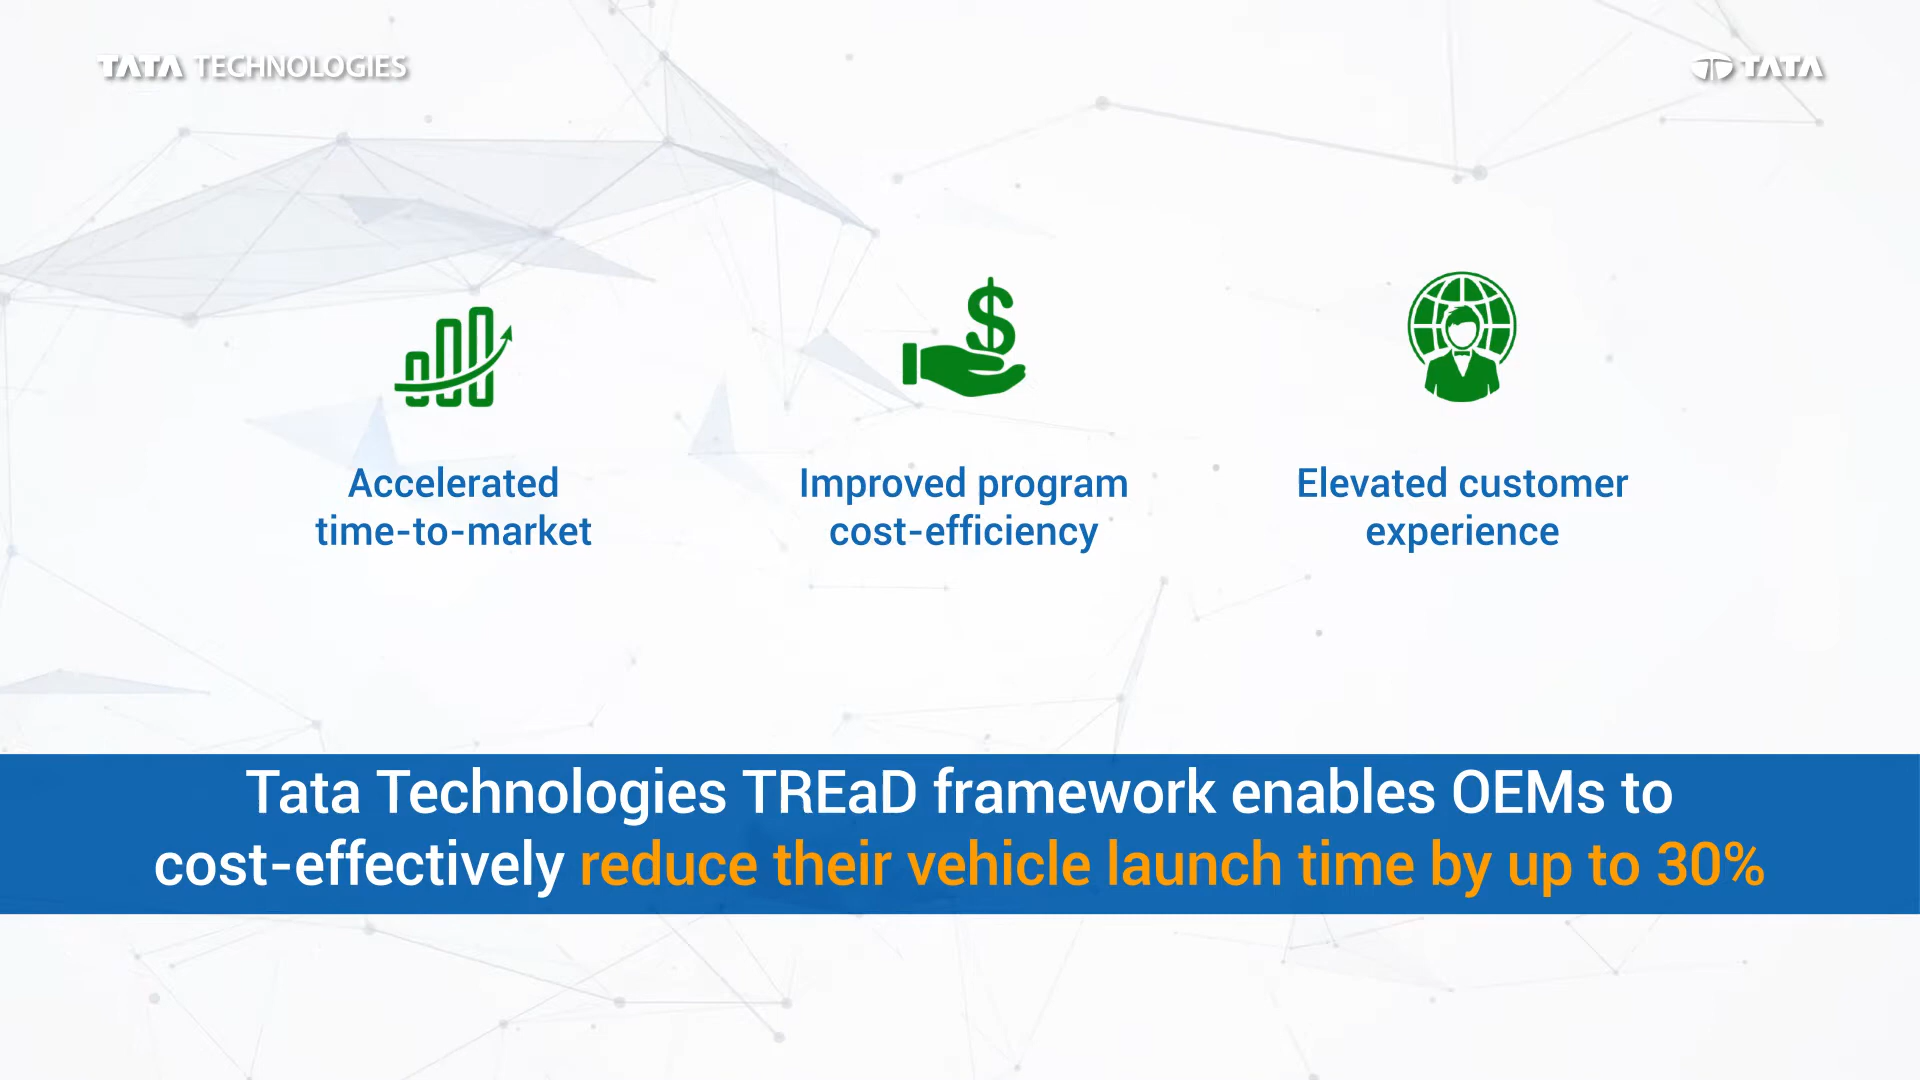 TATA TECHNOLOGIES
TATA
Accelerated
time-to-market
Improved program
cost-efficiency
Elevated customer
experience
Tata Technologies TREaD framework enables OEMs to
cost-effectively reduce their vehicle launch time by up to 30%